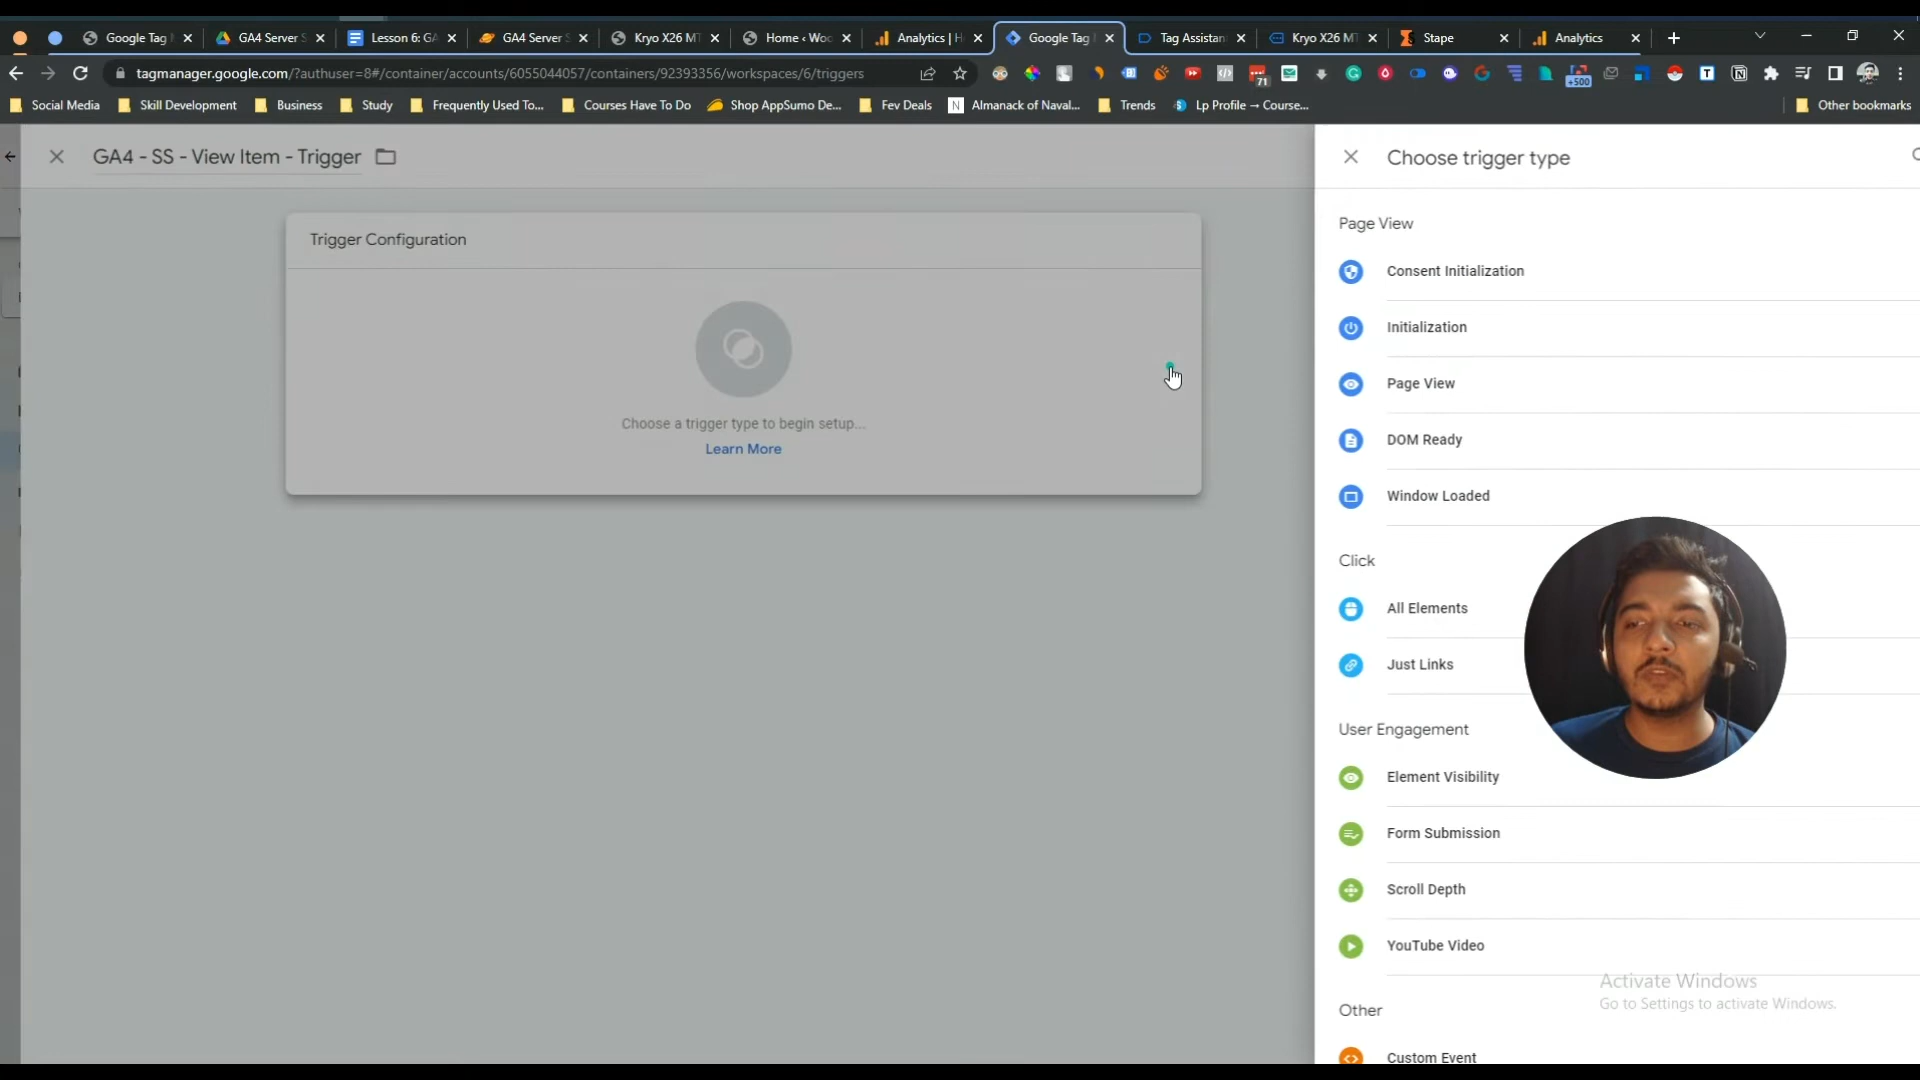 Google Tag
GA4 Server S
Lesson 6: GA
GA4 Server
Kryo X26 MT
Home ‹ Woo
Analytics | H
Google Tag
Tag Assistan
Kryo X26 MT
Stape
Analytics
tagmanager.google.com/?authuser=8#/container/accounts/6055044057/containers/92393356/workspaces/6/triggers
71
+500
Social Media
Skill Development
Business
Study
Frequently Used To...
Courses Have To Do
Shop AppSumo De...
Fev Deals
Almanack of Naval...
Trends
Lp Profile → Course...
Other bookmarks
GA4 - SS - View Item - Trigger
Choose trigger type
Trigger Configuration
Choose a trigger type to begin setup...
Learn More
Page View
Consent Initialization
Initialization
Page View
DOM Ready
Window Loaded
Click
All Elements
Just Links
User Engagement
Element Visibility
Form Submission
Scroll Depth
YouTube Video
Activate Windows
Go to Settings to activate Windows.
Other
Custom Event